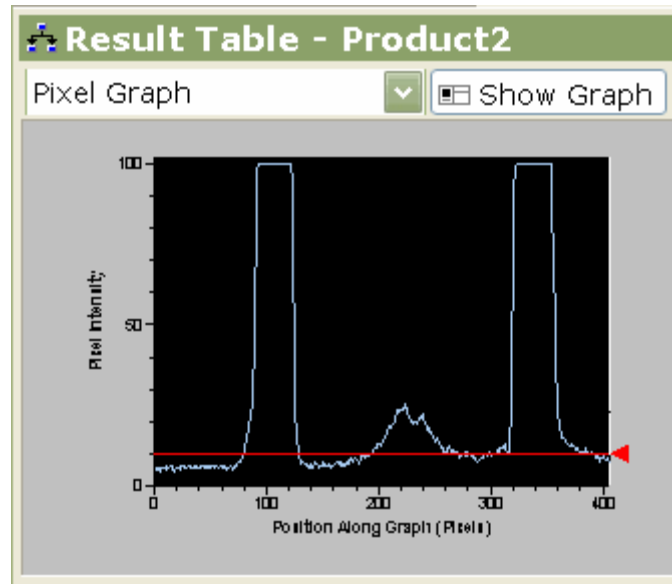 Result Table - Product2
Pixel Graph
Show Graph
100
50
0
Pixel Intensity
0 100 200 300 400
Position Along Graph (Pixels)